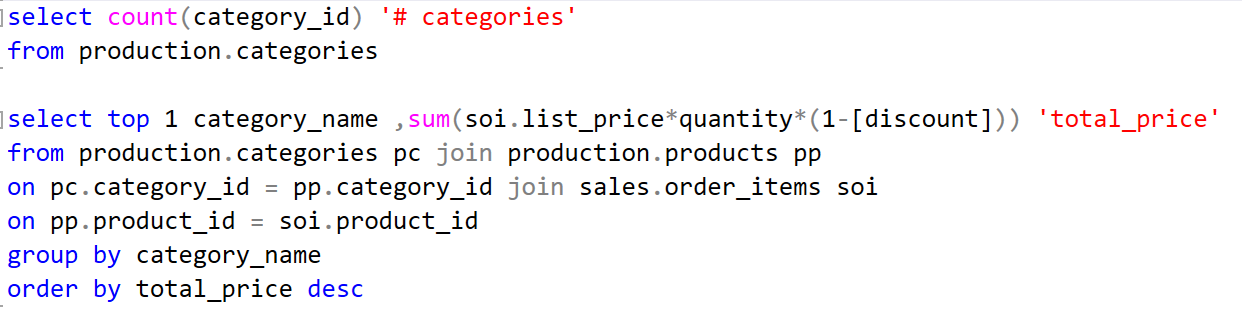 select count(category_id) '# categories'
from production.categories
select top 1 category_name ,sum(soi.list_price*quantity*(1-[discount])) 'total_price'
from production.categories pc join production.products pp
on pc.category_id = pp.category_id join sales.order_items soi
on pp.product_id = soi.product_id
group by category_name
order by total_price desc